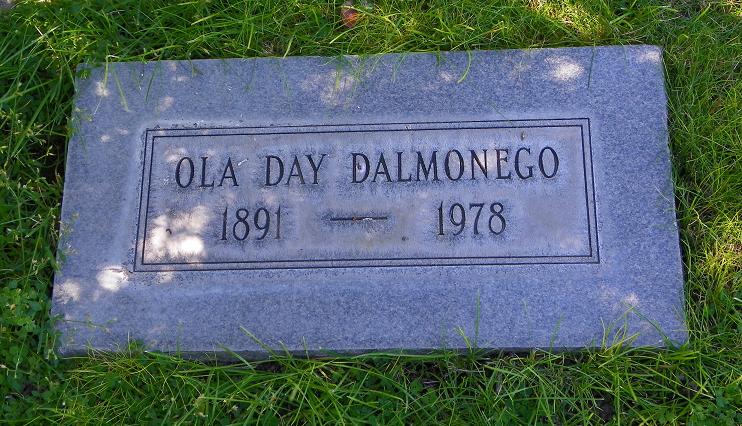 OLA DAY DALMONEGO
1891 — 1978